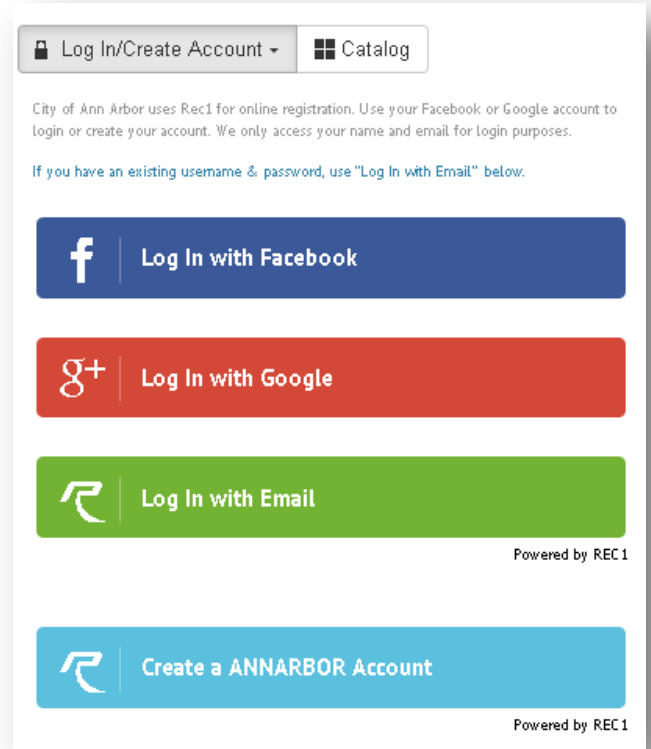 Log In/Create Account
Catalog
City of Ann Arbor uses Rec1 for online registration. Use your Facebook or Google account to
login or create your account. We only access your name and email for login purposes.
If you have an existing username & password, use "Log In with Email" below.
f Log In with Facebook
g+ Log In with Google
Log In with Email
Powered by REC1
Create a ANNARBOR Account
Powered by REC1